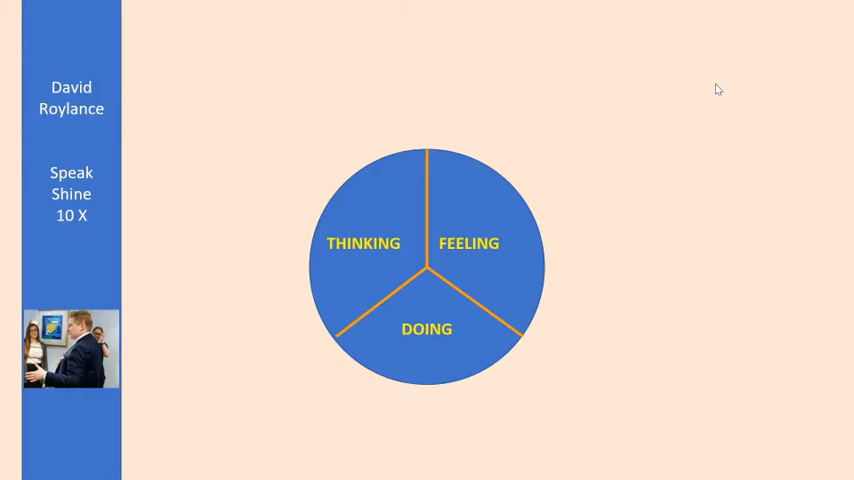 David
Roylance
Speak
Shine
10 X
THINKING
FEELING
DOING